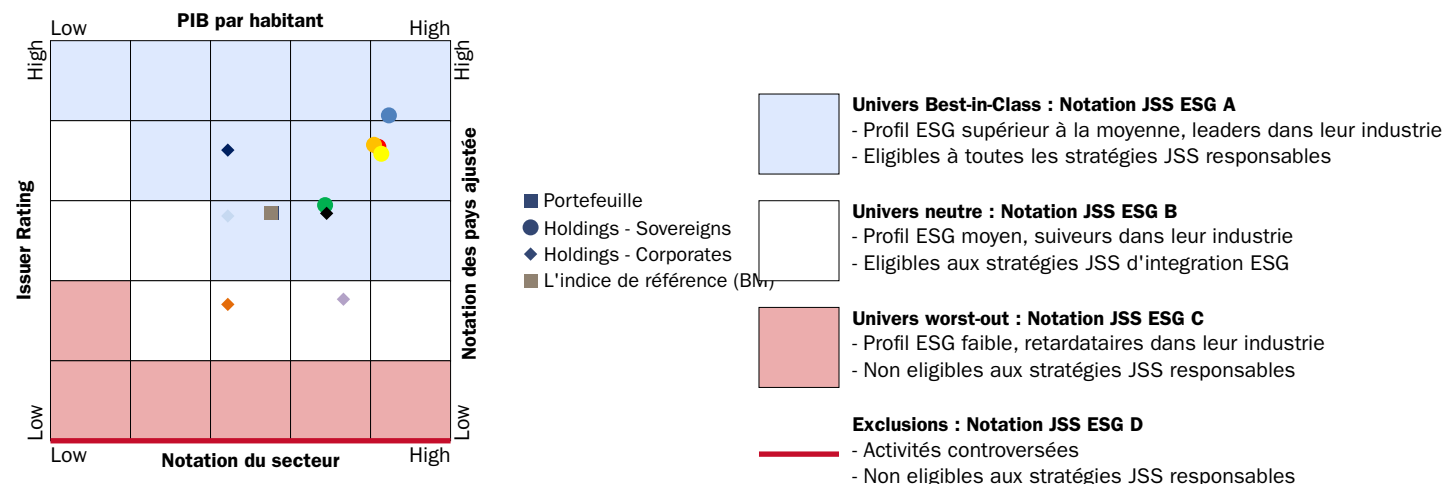 PIB par habitant
Low
High
High
High
Issuer Rating
Notation des pays ajustée
Low
Low
Low
High
Notation du secteur
Portefeuille
Holdings - Sovereigns
Holdings - Corporates
L'indice de référence (BM)
Univers Best-in-Class : Notation JSS ESG A
- Profil ESG supérieur à la moyenne, leaders dans leur industrie
- Eligibles à toutes les stratégies JSS responsables
Univers neutre : Notation JSS ESG B
- Profil ESG moyen, suiveurs dans leur industrie
- Eligibles aux stratégies JSS d'integration ESG
Univers worst-out : Notation JSS ESG C
- Profil ESG faible, retardataires dans leur industrie
- Non eligibles aux stratégies JSS responsables
Exclusions : Notation JSS ESG D
- Activités controversées
- Non eligibles aux stratégies JSS responsables